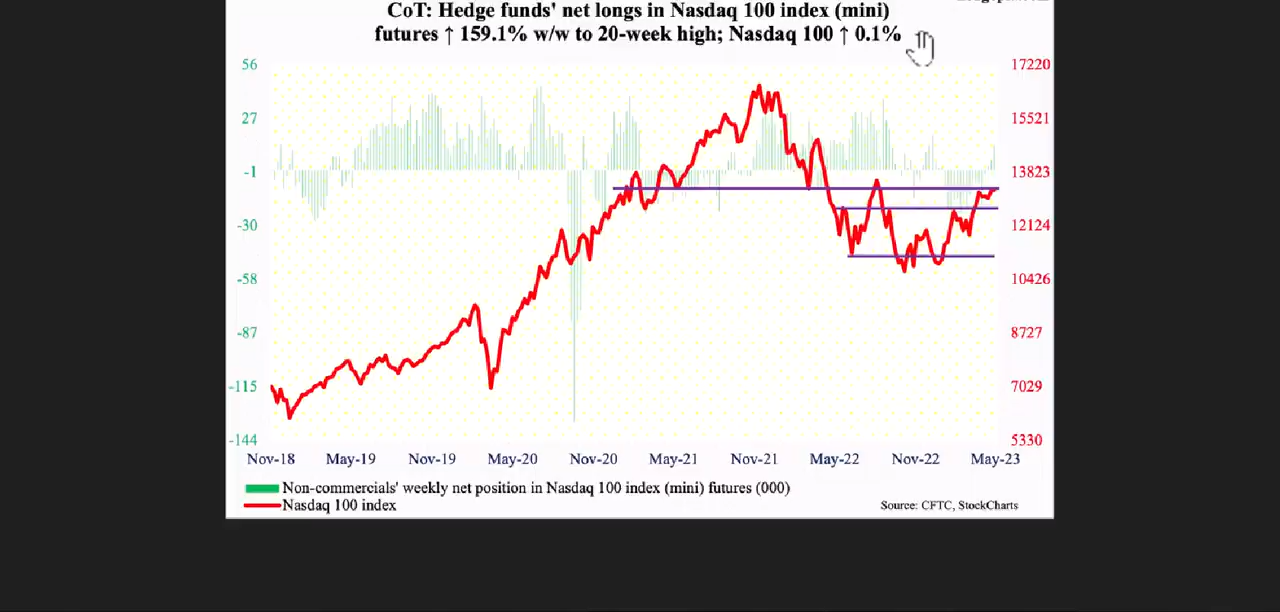 CoT: Hedge funds' net longs in Nasdaq 100 index (mini)
futures ↑ 159.1% w/w to 20-week high; Nasdaq 100 ↑ 0.1%
56 17220
27 15521
-1 13823
-30 12124
-58 10426
-87 8727
-115 7029
-144 5330
Nov-18 May-19 Nov-19 May-20 Nov-20 May-21 Nov-21 May-22 Nov-22 May-23
Non-commercials' weekly net position in Nasdaq 100 index (mini) futures (000)
Nasdaq 100 index Source: CFTC, StockCharts